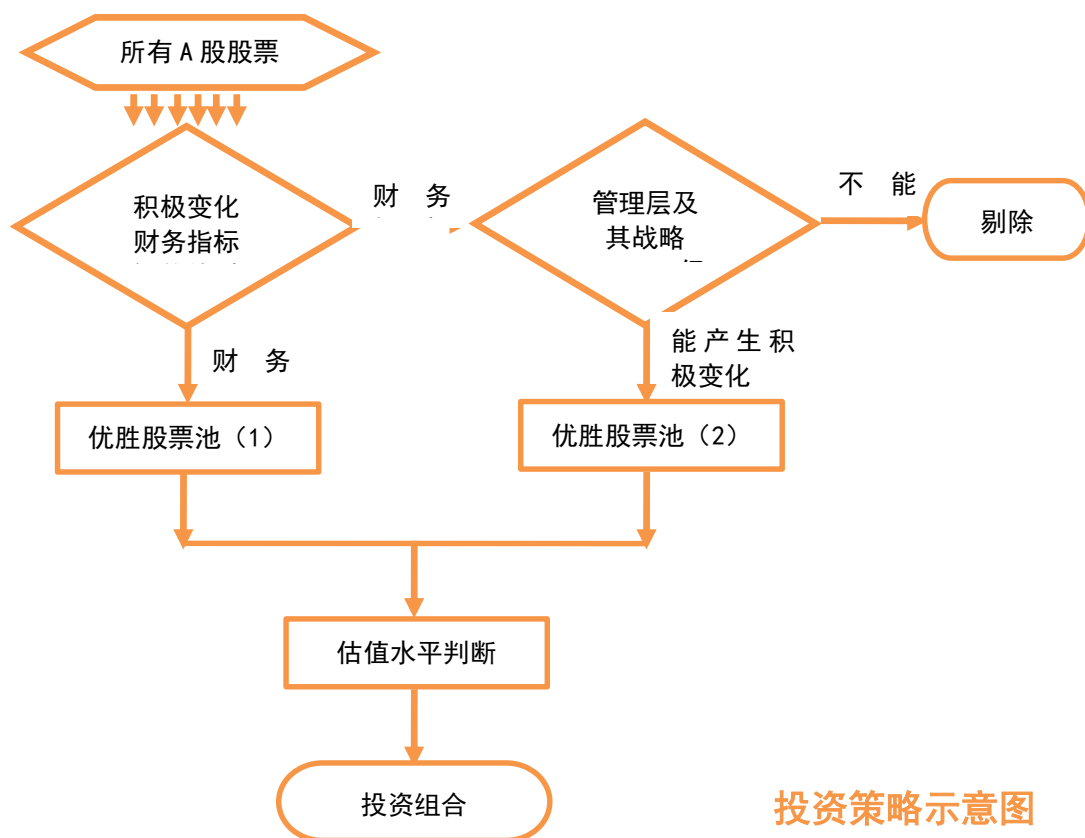 所有 A 股股票
积极变化
财务指标
财 务
管理层及
其战略
不 能
剔除
财 务
能产生积
极变化
优胜股票池（1）
优胜股票池（2）
估值水平判断
投资组合
投资策略示意图